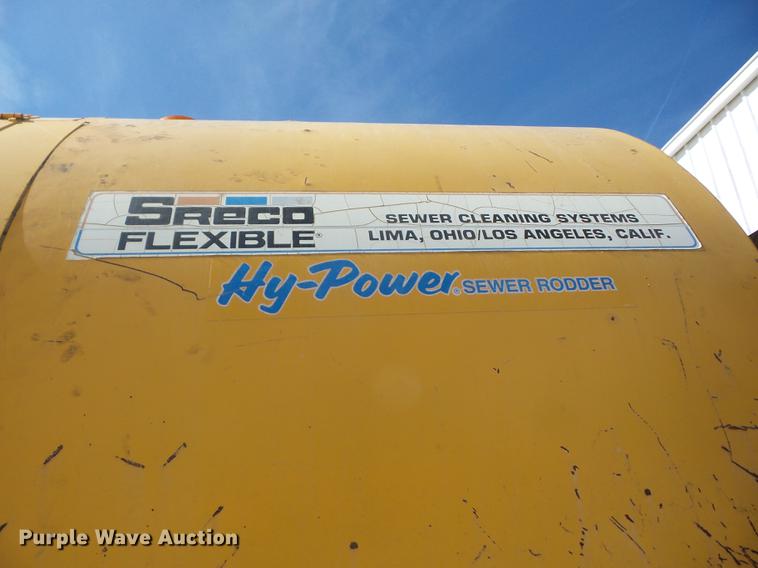 SRECO
FLEXIBLE®
SEWER CLEANING SYSTEMS
LIMA, OHIO/LOS ANGELES, CALIF.
Hy-Power® SEWER RODDER
Purple Wave Auction